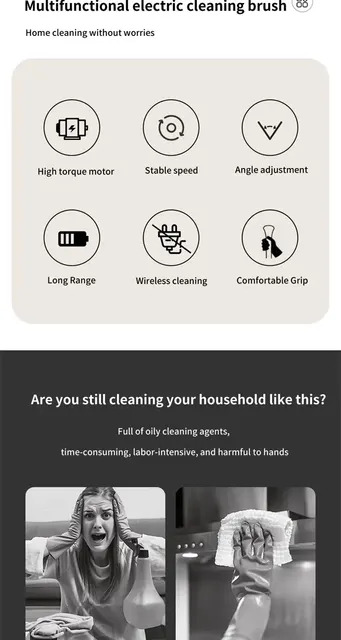 Multifunctional electric cleaning brush
Home cleaning without worries
High torque motor
Stable speed
Angle adjustment
Long Range
Wireless cleaning
Comfortable Grip
Are you still cleaning your household like this?
Full of oily cleaning agents,
time-consuming, labor-intensive, and harmful to hands